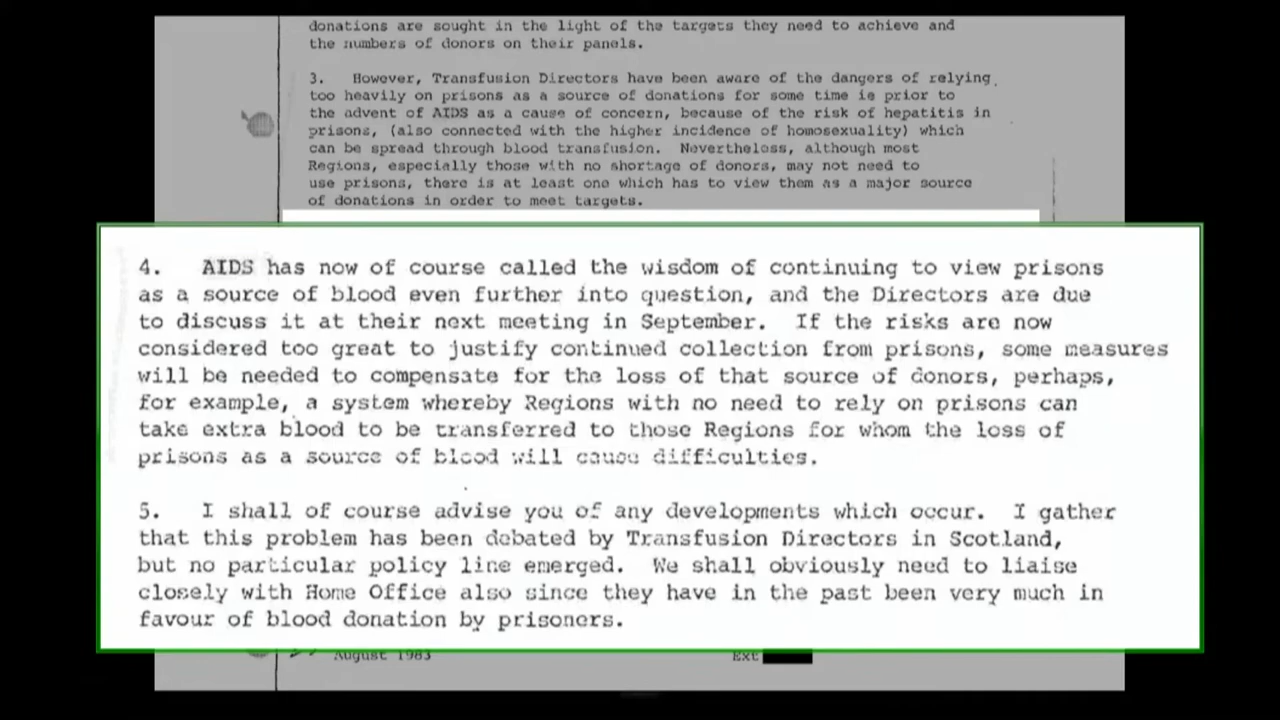 donations are sought in the light of the targets they need to achieve and
the numbers of donors on their panels.
3. However, Transfusion Directors have been aware of the dangers of relying
too heavily on prisons as a source of donations for some time ie prior to
the advent of AIDS as a cause of concern, because of the risk of hepatitis in
prisons, (also connected with the higher incidence of homosexuality) which
can be spread through blood transfusion. Nevertheless, although most
Regions, especially those with no shortage of donors, may not need to
use prisons, there is at least one which has to view them as a major source
of donations in order to meet targets.
4. AIDS has now of course called the wisdom of continuing to view prisons
as a source of blood even further into question, and the Directors are due
to discuss it at their next meeting in September. If the risks are now
considered too great to justify continued collection from prisons, some measures
will be needed to compensate for the loss of that source of donors, perhaps,
for example, a system whereby Regions with no need to rely on prisons can
take extra blood to be transferred to those Regions for whom the loss of
prisons as a source of blood will cause difficulties.
5. I shall of course advise you of any developments which occur. I gather
that this problem has been debated by Transfusion Directors in Scotland,
but no particular policy line emerged. We shall obviously need to liaise
closely with Home Office also since they have in the past been very much in
favour of blood donation by prisoners.
August 1983 Ext